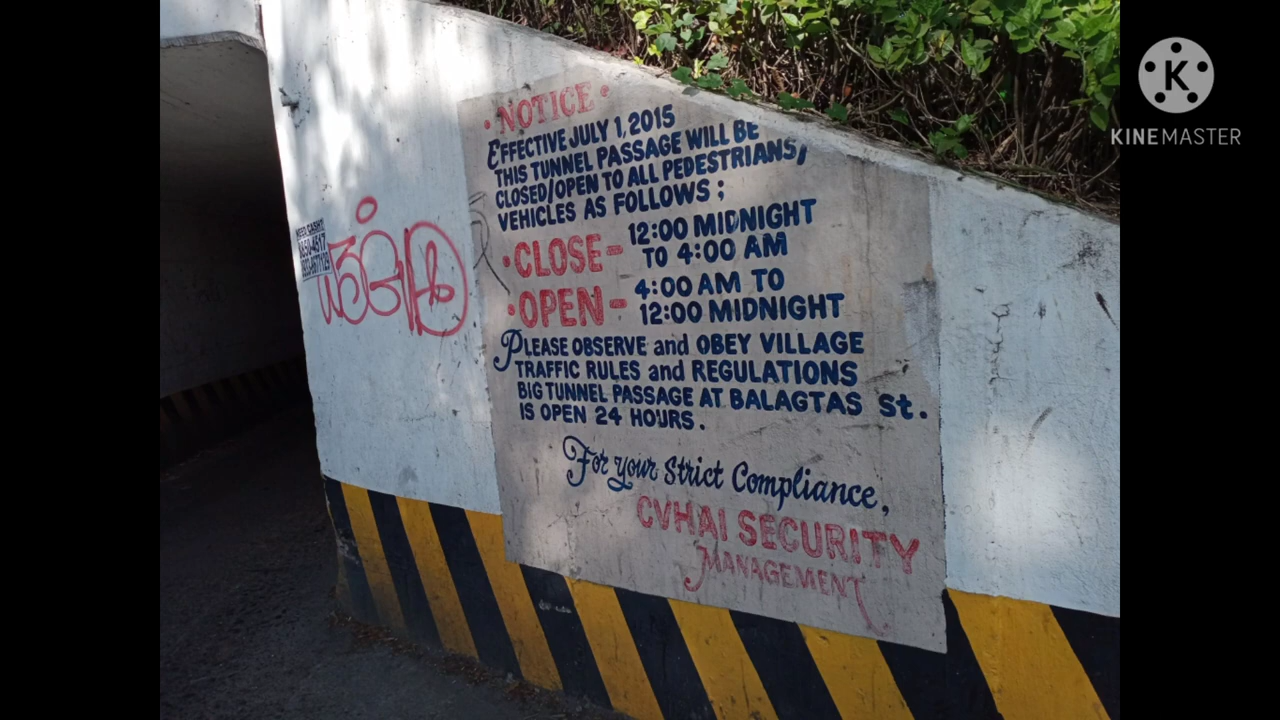 • NOTICE •
EFFECTIVE JULY 1, 2015
THIS TUNNEL PASSAGE WILL BE
CLOSED/OPEN TO ALL PEDESTRIANS,
VEHICLES AS FOLLOWS ;
• CLOSE - 12:00 MIDNIGHT
TO 4:00 AM
• OPEN - 4:00 AM TO
12:00 MIDNIGHT
PLEASE OBSERVE and OBEY VILLAGE
TRAFFIC RULES and REGULATIONS
BIG TUNNEL PASSAGE AT BALAGTAS St.
IS OPEN 24 HOURS.
For your Strict Compliance,
CVHAI SECURITY
MANAGEMENT
NEED CASH?
K
KINEMASTER